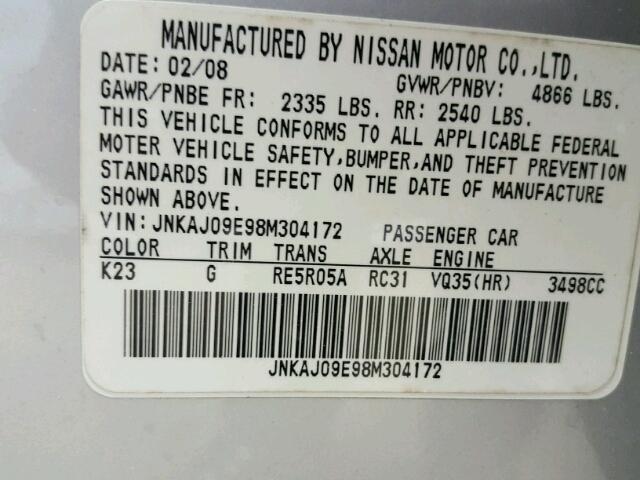 MANUFACTURED BY NISSAN MOTOR CO.,LTD.
DATE: 02/08 GVWR/PNBV: 4866 LBS.
GAWR/PNBE FR: 2335 LBS. RR: 2540 LBS.
THIS VEHICLE CONFORMS TO ALL APPLICABLE FEDERAL
MOTER VEHICLE SAFETY,BUMPER,AND THEFT PREVENTION
STANDARDS IN EFFECT ON THE DATE OF MANUFACTURE
SHOWN ABOVE.
VIN:JNKAJ09E98M304172 PASSENGER CAR
COLOR TRIM TRANS AXLE ENGINE
K23 G RE5R05A RC31 VQ35(HR) 3498CC
JNKAJ09E98M304172